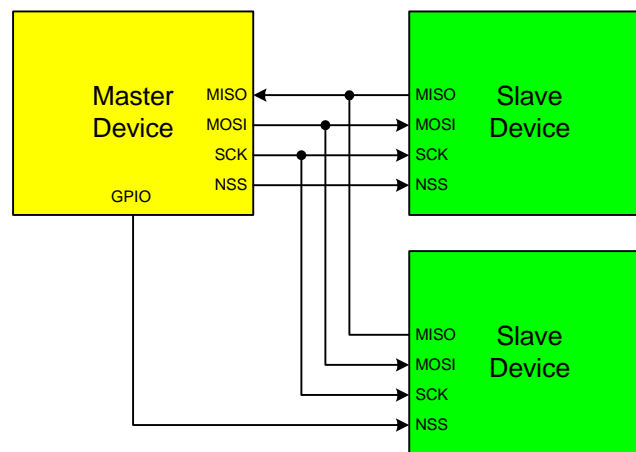 Master
Device
MISO
MOSI
SCK
NSS
GPIO
MISO
MOSI
SCK
NSS
Slave
Device
MISO
MOSI
SCK
NSS
Slave
Device